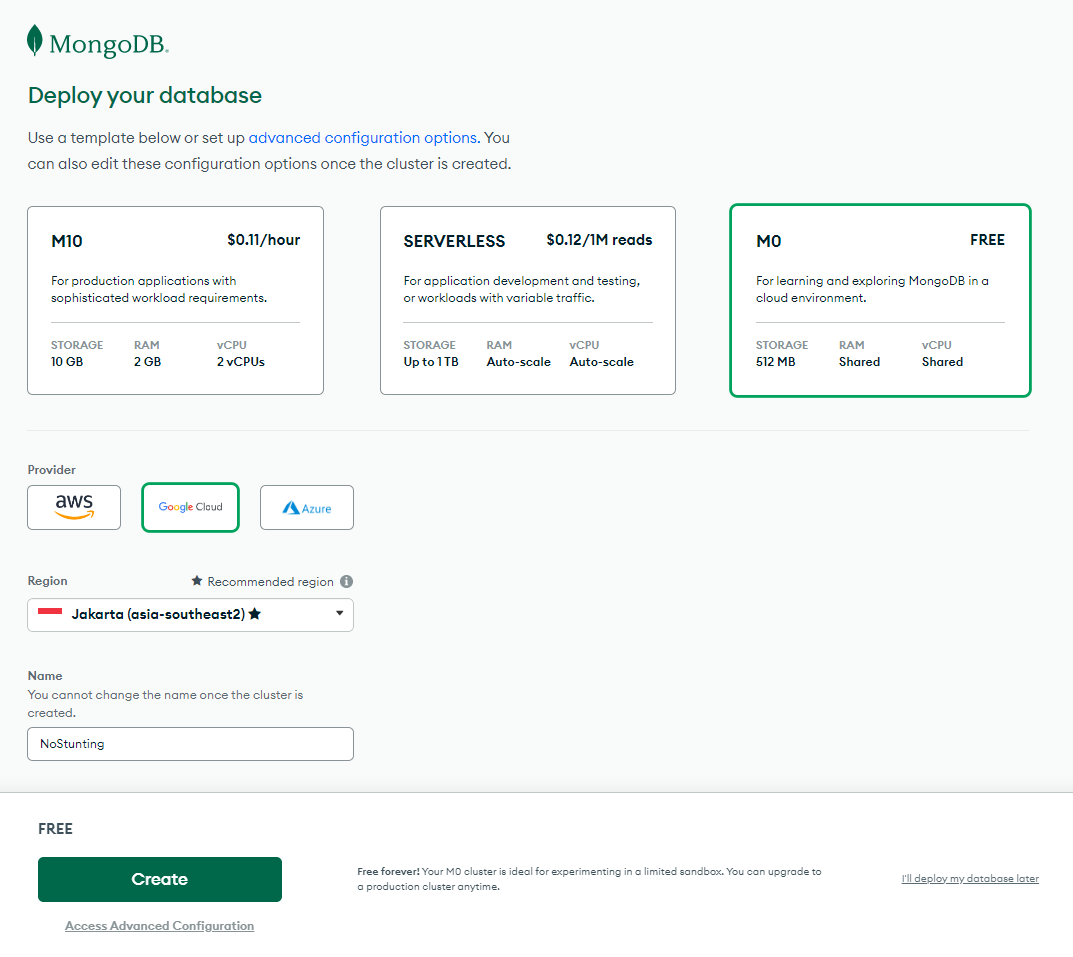 MongoDB.
Deploy your database
Use a template below or set up advanced configuration options. You
can also edit these configuration options once the cluster is created.
M10 $0.11/hour
For production applications with
sophisticated workload requirements.
STORAGE RAM vCPU
10 GB 2 GB 2 vCPUs
SERVERLESS $0.12/1M reads
For application development and testing,
or workloads with variable traffic.
STORAGE RAM vCPU
Up to 1 TB Auto-scale Auto-scale
M0 FREE
For learning and exploring MongoDB in a
cloud environment.
STORAGE RAM vCPU
512 MB Shared Shared
Provider
aws Google Cloud Azure
Region ★ Recommended region i
Jakarta (asia-southeast2) ★
Name
You cannot change the name once the cluster is
created.
NoStunting
FREE
Create
Access Advanced Configuration
Free forever! Your M0 cluster is ideal for experimenting in a limited sandbox. You can upgrade to
a production cluster anytime.
I'll deploy my database later